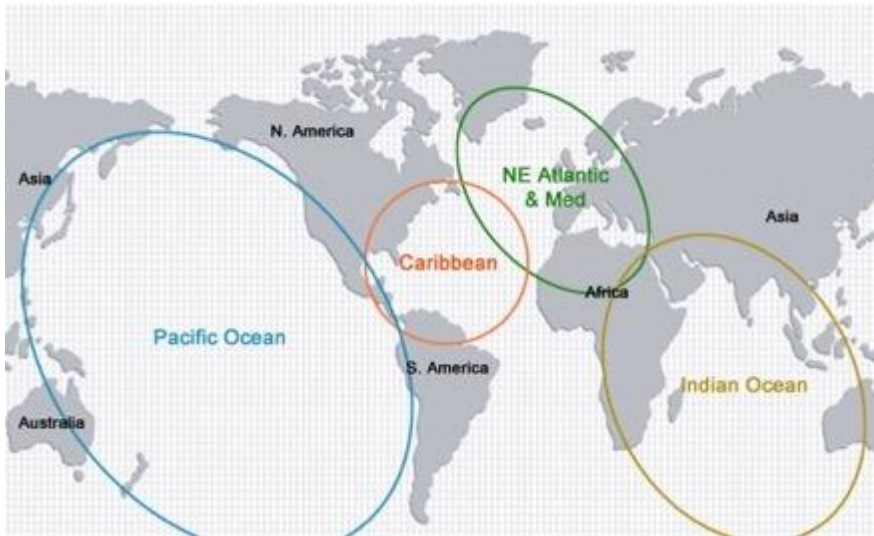 N. America
Asia
NE Atlantic
& Med
Asia
Caribbean
Africa
Pacific Ocean
S. America
Indian Ocean
Australia